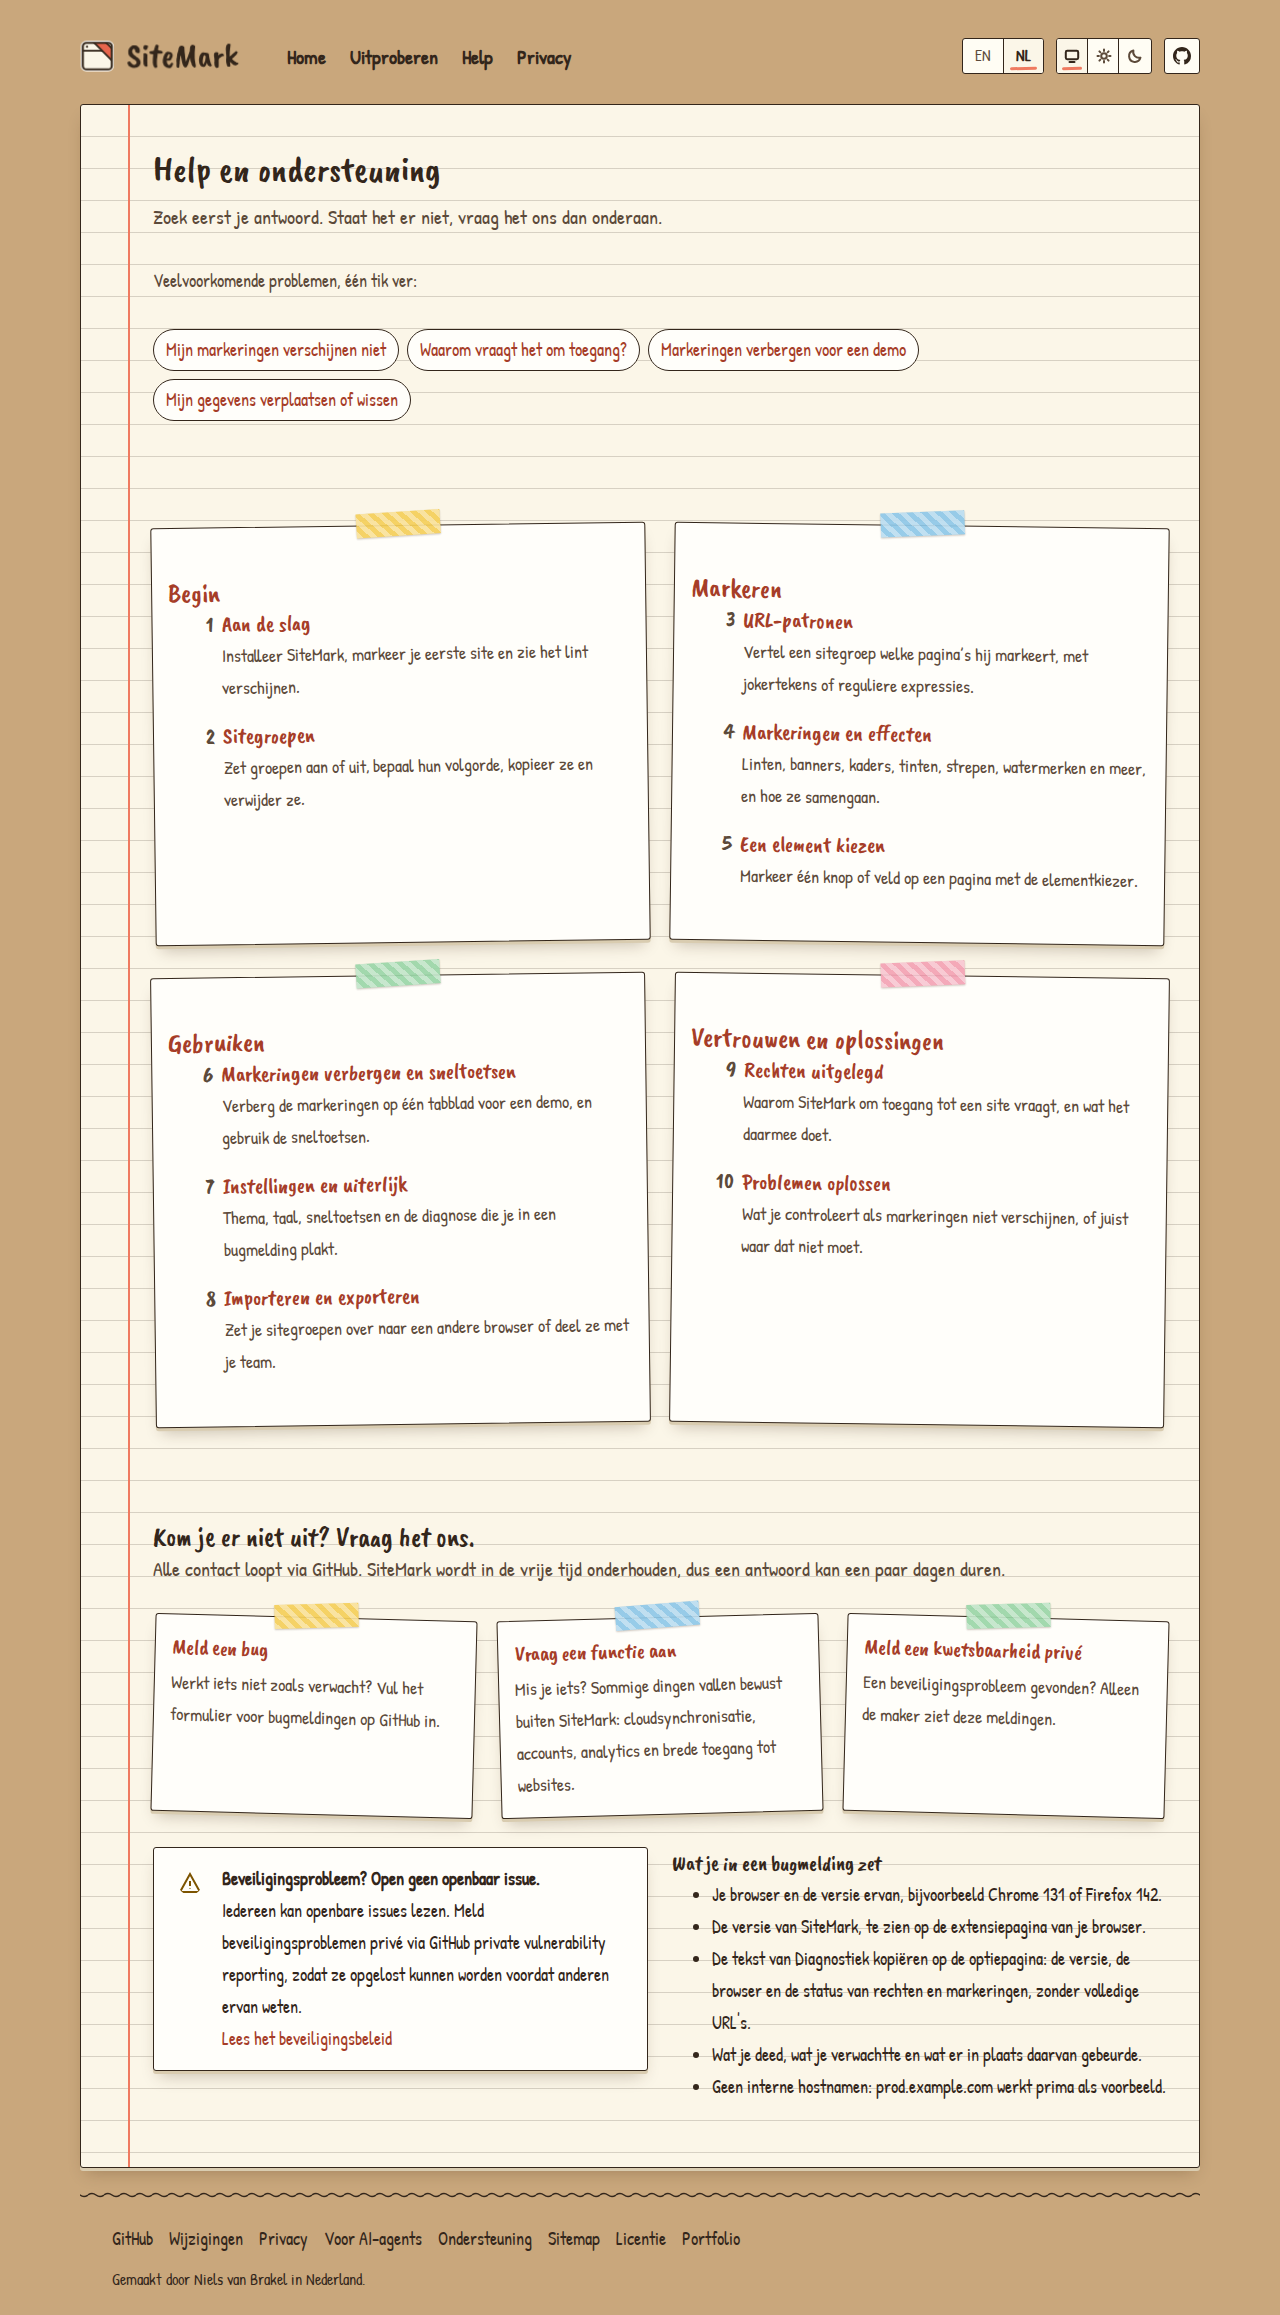 SiteMark
Home Uitproberen Help Privacy
EN NL
Help en ondersteuning
Zoek eerst je antwoord. Staat het er niet, vraag het ons dan onderaan.
Veelvoorkomende problemen, één tik ver:
Mijn markeringen verschijnen niet
Waarom vraagt het om toegang?
Markeringen verbergen voor een demo
Mijn gegevens verplaatsen of wissen
Begin
1 Aan de slag
Installeer SiteMark, markeer je eerste site en zie het lint
verschijnen.
2 Sitegroepen
Zet groepen aan of uit, bepaal hun volgorde, kopieer ze en
verwijder ze.
Markeren
3 URL-patronen
Vertel een sitegroep welke pagina's hij markeert, met
jokertekens of reguliere expressies.
4 Markeringen en effecten
Linten, banners, kaders, tinten, strepen, watermerken en meer,
en hoe ze samengaan.
5 Een element kiezen
Markeer één knop of veld op een pagina met de elementkiezer.
Gebruiken
6 Markeringen verbergen en sneltoetsen
Verberg de markeringen op één tabblad voor een demo, en
gebruik de sneltoetsen.
7 Instellingen en uiterlijk
Thema, taal, sneltoetsen en de diagnose die je in een
bugmelding plakt.
8 Importeren en exporteren
Zet je sitegroepen over naar een andere browser of deel ze met
je team.
Vertrouwen en oplossingen
9 Rechten uitgelegd
Waarom SiteMark om toegang tot een site vraagt, en wat het
daarmee doet.
10 Problemen oplossen
Wat je controleert als markeringen niet verschijnen, of juist
waar dat niet moet.
Kom je er niet uit? Vraag het ons.
Alle contact loopt via GitHub. SiteMark wordt in de vrije tijd onderhouden, dus een antwoord kan een paar dagen duren.
Meld een bug
Werkt iets niet zoals verwacht? Vul het
formulier voor bugmeldingen op GitHub in.
Vraag een functie aan
Mis je iets? Sommige dingen vallen bewust
buiten SiteMark: cloudsynchronisatie,
accounts, analytics en brede toegang tot
websites.
Meld een kwetsbaarheid privé
Een beveiligingsprobleem gevonden? Alleen
de maker ziet deze meldingen.
Beveiligingsprobleem? Open geen openbaar issue.
Iedereen kan openbare issues lezen. Meld
beveiligingsproblemen privé via GitHub private vulnerability
reporting, zodat ze opgelost kunnen worden voordat anderen
ervan weten.
Lees het beveiligingsbeleid
Wat je in een bugmelding zet
Je browser en de versie ervan, bijvoorbeeld Chrome 131 of Firefox 142.
De versie van SiteMark, te zien op de extensiepagina van je browser.
De tekst van Diagnostiek kopiëren op de optiepagina: de versie, de
browser en de status van rechten en markeringen, zonder volledige
URL's.
Wat je deed, wat je verwachtte en wat er in plaats daarvan gebeurde.
Geen interne hostnamen: prod.example.com werkt prima als voorbeeld.
GitHub Wijzigingen Privacy Voor AI-agents Ondersteuning Sitemap Licentie Portfolio
Gemaakt door Niels van Brakel in Nederland.